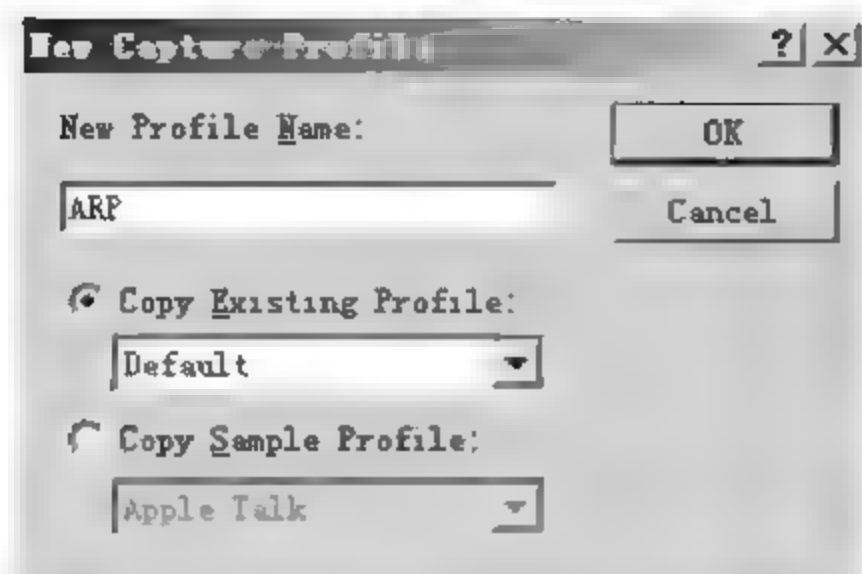 New Capture Profile
New Profile Name:
OK
ARP
Cancel
Copy Existing Profile:
Default
Copy Sample Profile:
Apple Talk